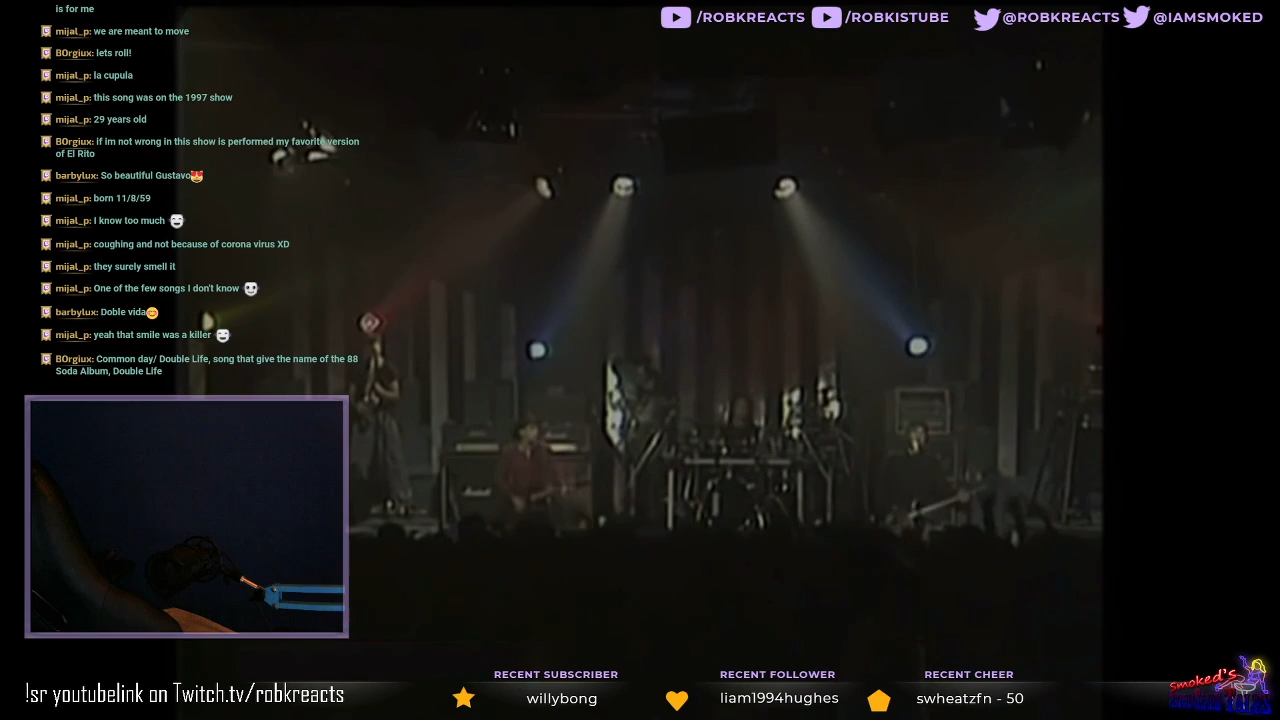 /ROBKREACTS /ROBKISTUBE @ROBKREACTS @IAMSMOKED
is for me
mijal_p: we are meant to move
B0rgiux: lets roll!
mijal_p: la cupula
mijal_p: this song was on the 1997 show
mijal_p: 29 years old
B0rgiux: If im not wrong in this show is performed my favorite version
of El Rito
barbylux: So beautiful Gustavo😍
mijal_p: born 11/8/59
mijal_p: I know too much
mijal_p: coughing and not because of corona virus XD
mijal_p: they surely smell it
mijal_p: One of the few songs I don't know
barbylux: Doble vida😊
mijal_p: yeah that smile was a killer
B0rgiux: Common day/ Double Life, song that give the name of the 88
Soda Album, Double Life
Marshall
!sr youtubelink on Twitch.tv/robkreacts
RECENT SUBSCRIBER
willybong
RECENT FOLLOWER
liam1994hughes
RECENT CHEER
swheatzfn - 50
smoked's